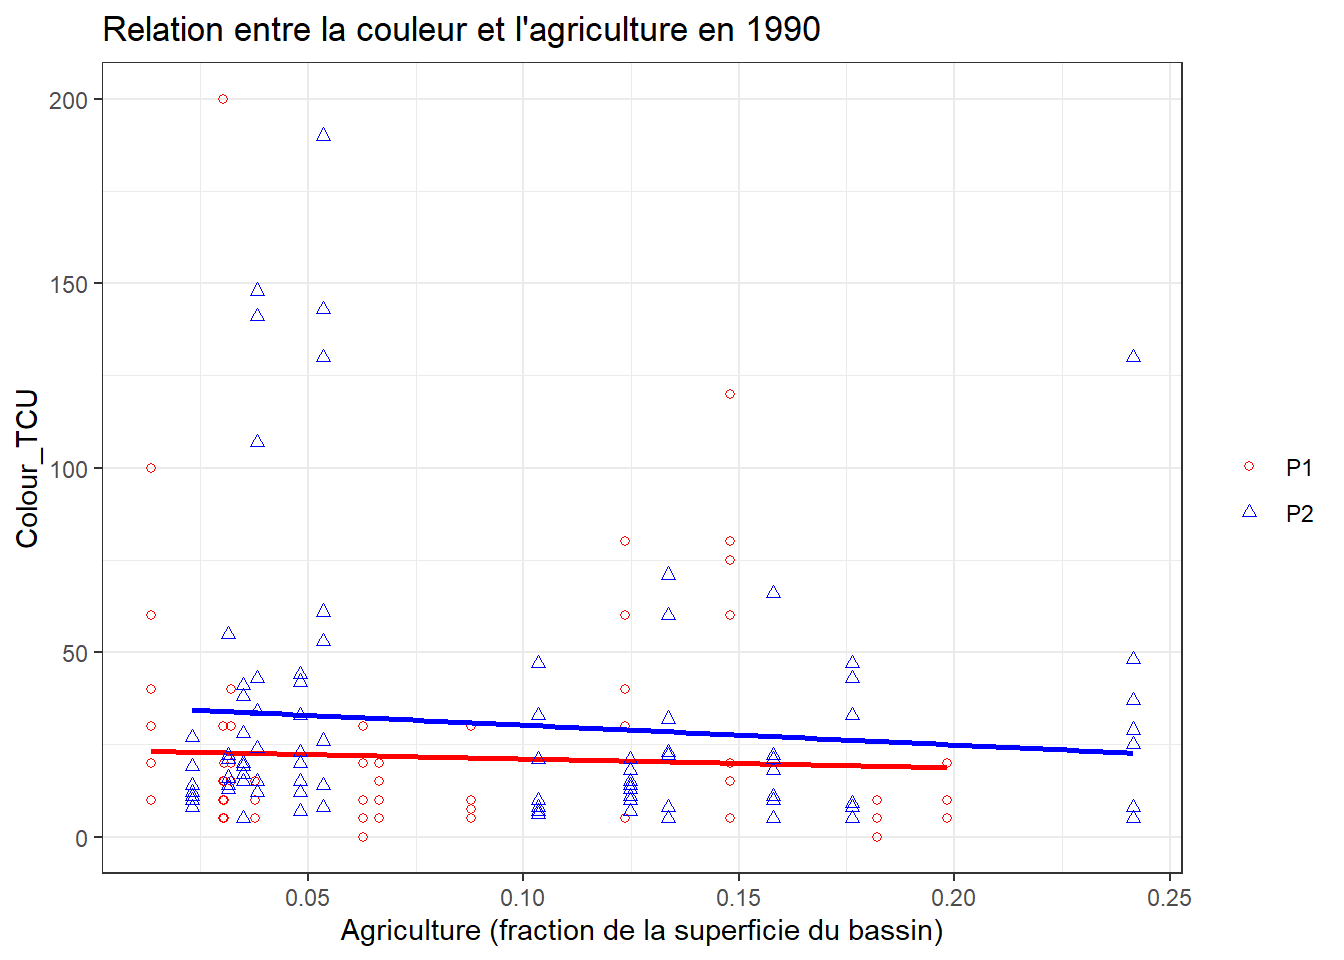 Relation entre la couleur et l'agriculture en 1990
200
150
100
50
0
Colour_TCU
0.05 0.10 0.15 0.20 0.25
Agriculture (fraction de la superficie du bassin)
P1
P2